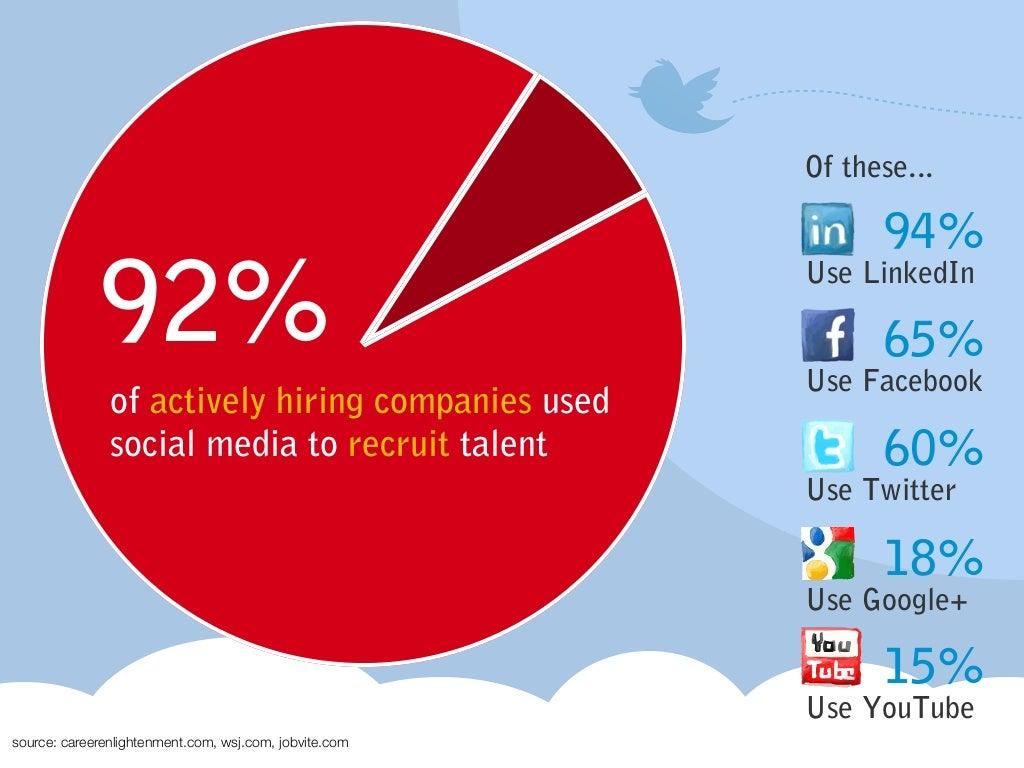 92%
of actively hiring companies used
social media to recruit talent
Of these...
in
94%
Use LinkedIn
f
65%
Use Facebook
t
60%
Use Twitter
g
18%
Use Google+
You
Tube
15%
Use YouTube
source: careerenlightenment.com, wsj.com, jobvite.com